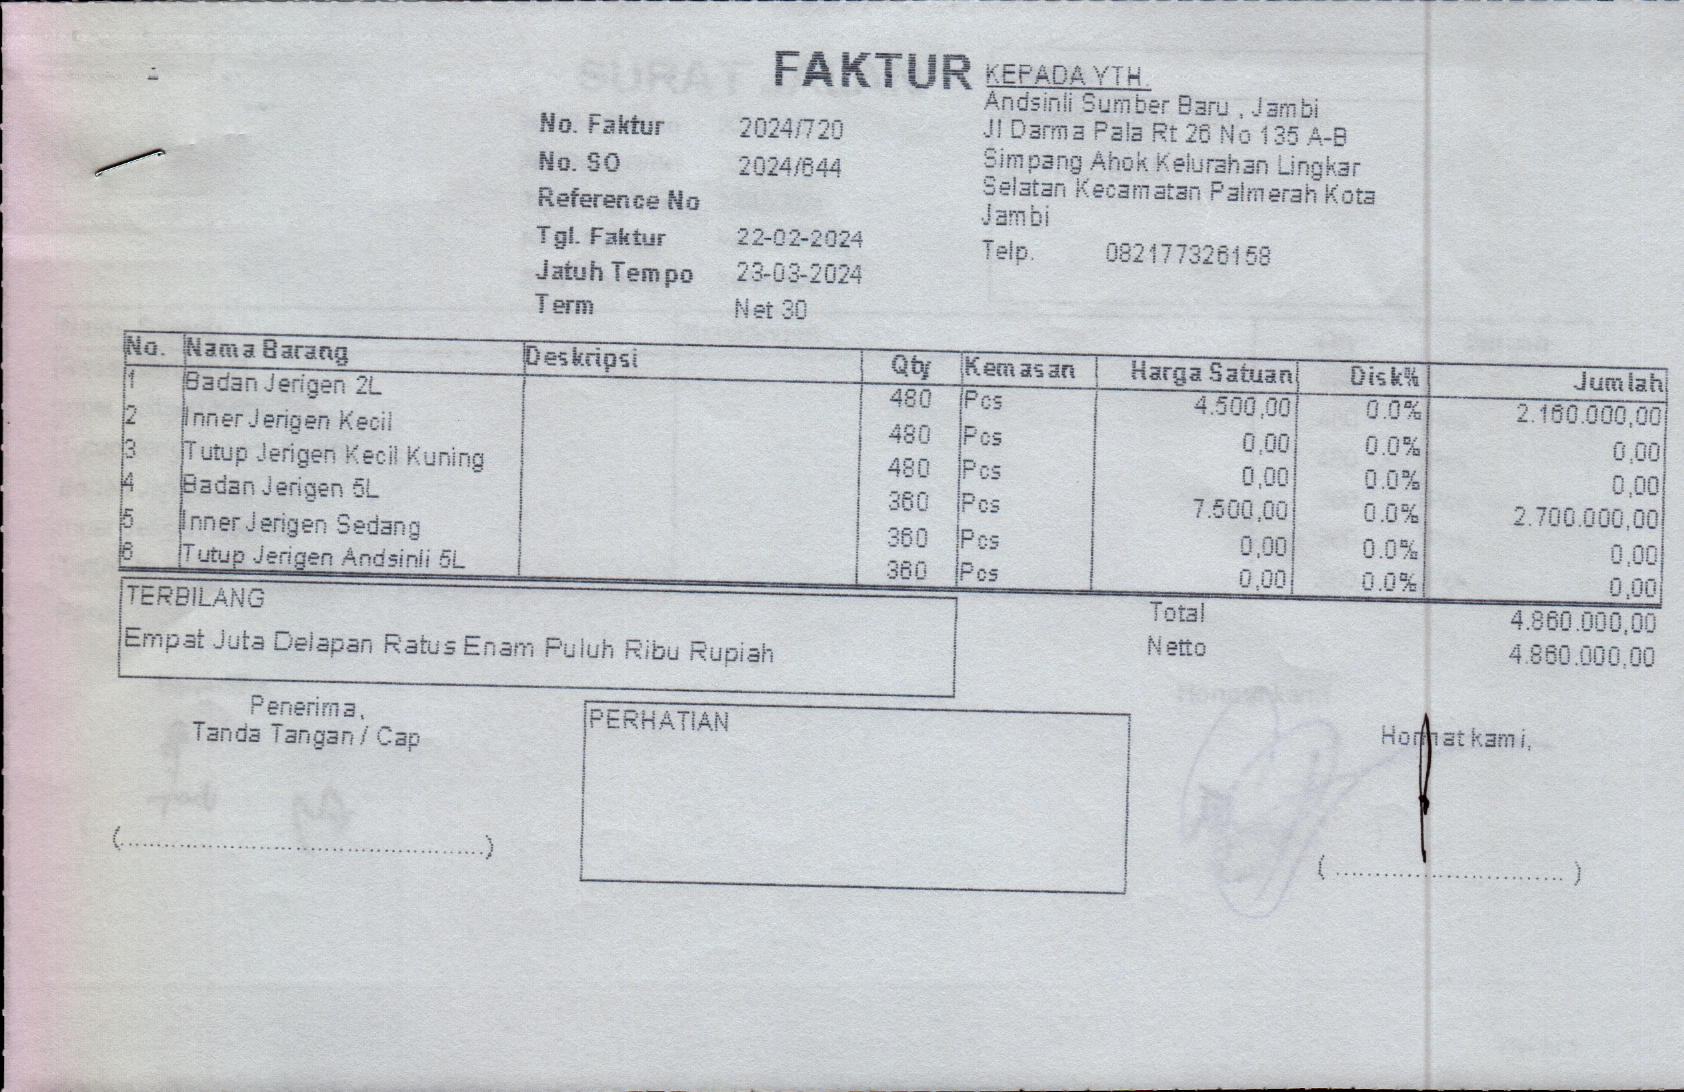 FAKTUR
KEPADA YTH.
Andsinli Sumber Baru , Jambi
Jl Darma Pala Rt 26 No 135 A-B
Simpang Ahok Kelurahan Lingkar
Selatan Kecamatan Palmerah Kota
Jambi
Telp. 082177326158
No. Faktur 2024/720
No. SO 2024/644
Reference No
Tgl. Faktur 22-02-2024
Jatuh Tempo 23-03-2024
Term Net 30
No. Nama Barang Deskripsi Qty Kemasan Harga Satuan Disk% Jumlah
1 Badan Jerigen 2L 480 Pcs 4.500,00 0.0% 2.160.000,00
2 Inner Jerigen Kecil 480 Pcs 0,00 0.0% 0,00
3 Tutup Jerigen Kecil Kuning 480 Pcs 0,00 0.0% 0,00
4 Badan Jerigen 5L 360 Pcs 7.500,00 0.0% 2.700.000,00
5 Inner Jerigen Sedang 360 Pcs 0,00 0.0% 0,00
6 Tutup Jerigen Andsinli 5L 360 Pcs 0,00 0.0% 0,00
TERBILANG
Empat Juta Delapan Ratus Enam Puluh Ribu Rupiah
Total 4.860.000,00
Netto 4.860.000,00
Penerima,
Tanda Tangan / Cap
PERHATIAN
Hormat kami,
(..................................................)
( ............................... )